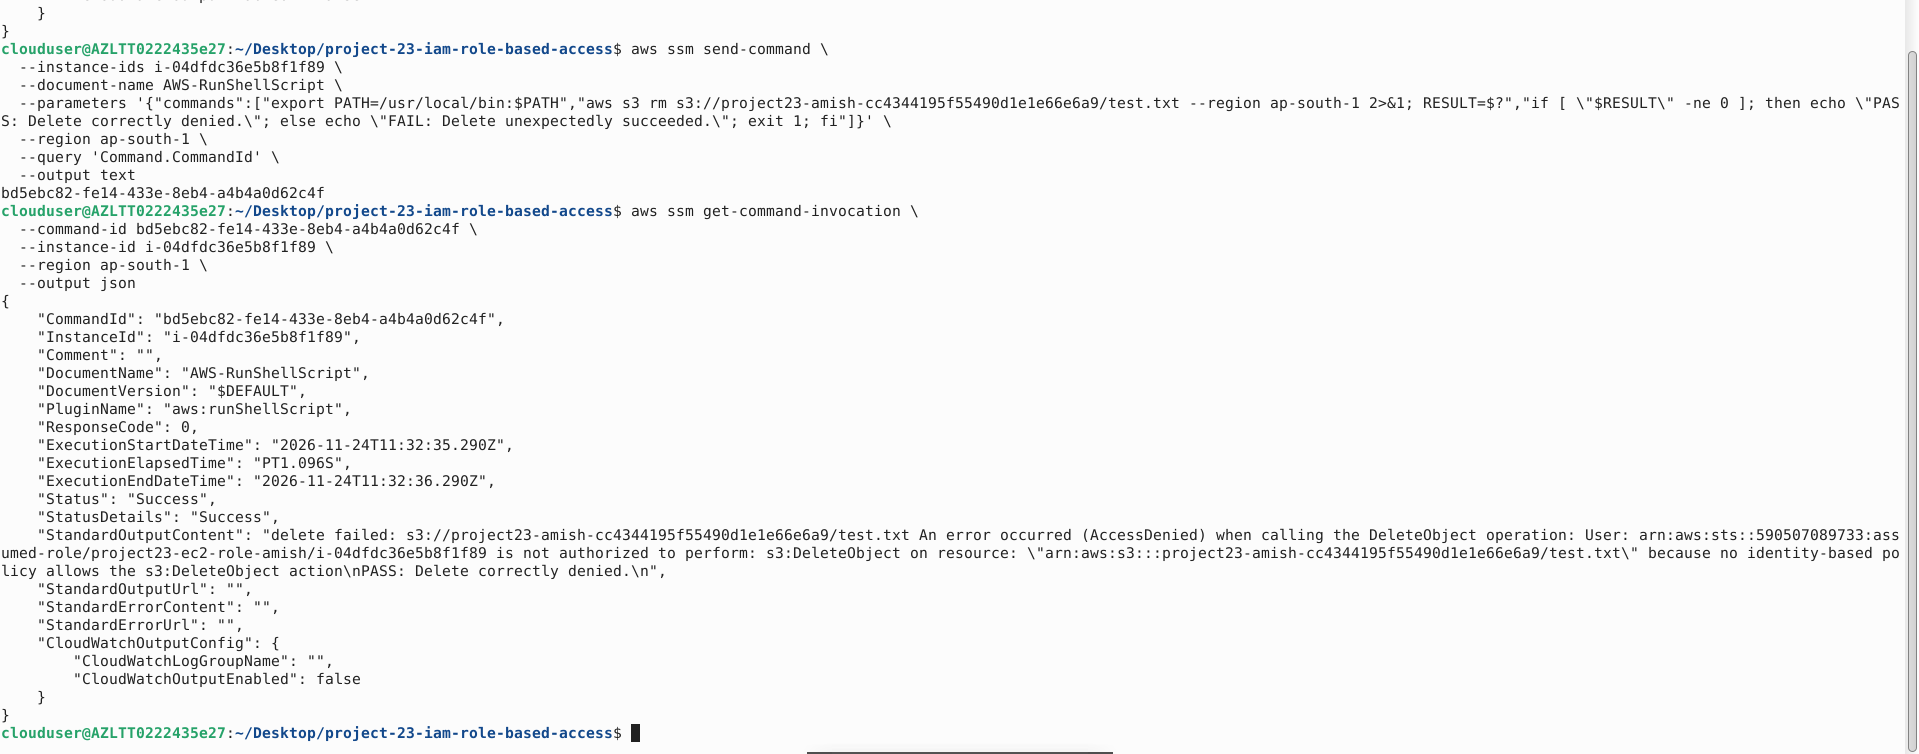 }
}
clouduser@AZLTT0222435e27:~/Desktop/project-23-iam-role-based-access$ aws ssm send-command \
  --instance-ids i-04dfdc36e5b8f1f89 \
  --document-name AWS-RunShellScript \
  --parameters '{"commands":["export PATH=/usr/local/bin:$PATH","aws s3 rm s3://project23-amish-cc4344195f55490d1e1e66e6a9/test.txt --region ap-south-1 2>&1; RESULT=$?","if [ \"$RESULT\" -ne 0 ]; then echo \"PAS
S: Delete correctly denied.\"; else echo \"FAIL: Delete unexpectedly succeeded.\"; exit 1; fi"]}' \
  --region ap-south-1 \
  --query 'Command.CommandId' \
  --output text
bd5ebc82-fe14-433e-8eb4-a4b4a0d62c4f
clouduser@AZLTT0222435e27:~/Desktop/project-23-iam-role-based-access$ aws ssm get-command-invocation \
  --command-id bd5ebc82-fe14-433e-8eb4-a4b4a0d62c4f \
  --instance-id i-04dfdc36e5b8f1f89 \
  --region ap-south-1 \
  --output json
{
    "CommandId": "bd5ebc82-fe14-433e-8eb4-a4b4a0d62c4f",
    "InstanceId": "i-04dfdc36e5b8f1f89",
    "Comment": "",
    "DocumentName": "AWS-RunShellScript",
    "DocumentVersion": "$DEFAULT",
    "PluginName": "aws:runShellScript",
    "ResponseCode": 0,
    "ExecutionStartDateTime": "2026-11-24T11:32:35.290Z",
    "ExecutionElapsedTime": "PT1.096S",
    "ExecutionEndDateTime": "2026-11-24T11:32:36.290Z",
    "Status": "Success",
    "StatusDetails": "Success",
    "StandardOutputContent": "delete failed: s3://project23-amish-cc4344195f55490d1e1e66e6a9/test.txt An error occurred (AccessDenied) when calling the DeleteObject operation: User: arn:aws:sts::590507089733:ass
umed-role/project23-ec2-role-amish/i-04dfdc36e5b8f1f89 is not authorized to perform: s3:DeleteObject on resource: \"arn:aws:s3:::project23-amish-cc4344195f55490d1e1e66e6a9/test.txt\" because no identity-based po
licy allows the s3:DeleteObject action\nPASS: Delete correctly denied.\n",
    "StandardOutputUrl": "",
    "StandardErrorContent": "",
    "StandardErrorUrl": "",
    "CloudWatchOutputConfig": {
        "CloudWatchLogGroupName": "",
        "CloudWatchOutputEnabled": false
    }
}
clouduser@AZLTT0222435e27:~/Desktop/project-23-iam-role-based-access$